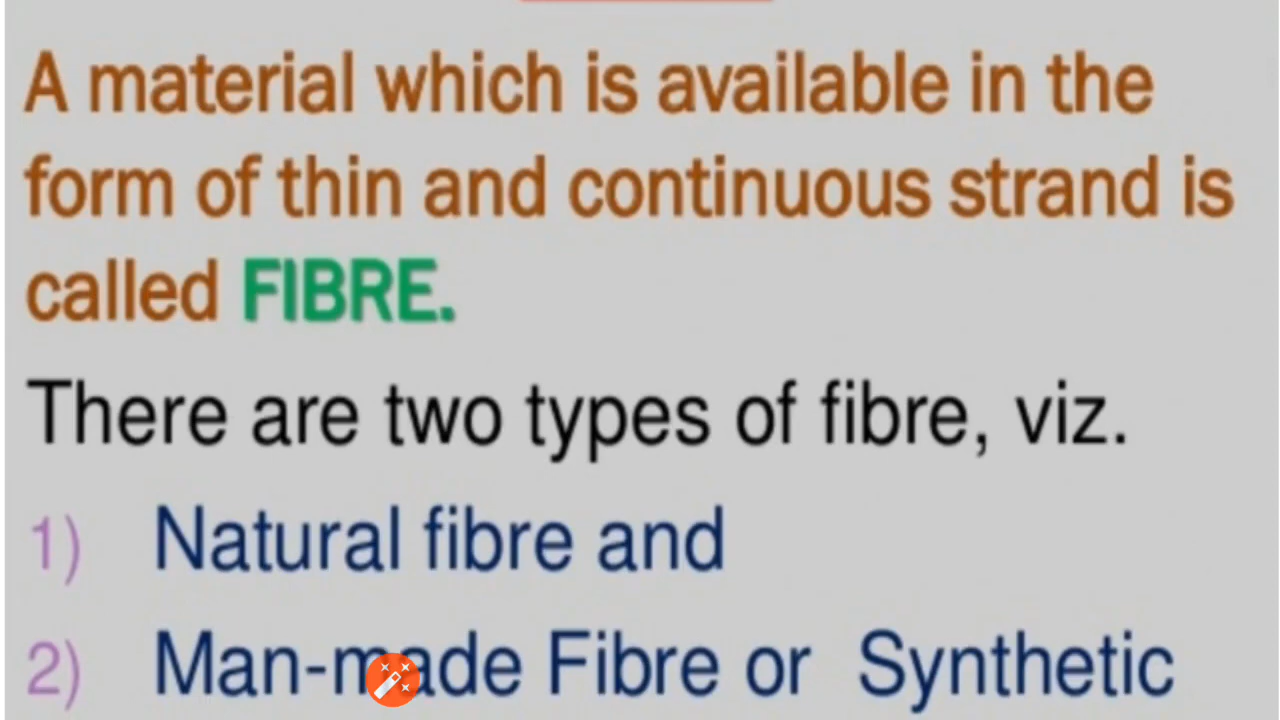 A material which is available in the
form of thin and continuous strand is
called FIBRE.
There are two types of fibre, viz.
1) Natural fibre and
2) Man-made Fibre or Synthetic